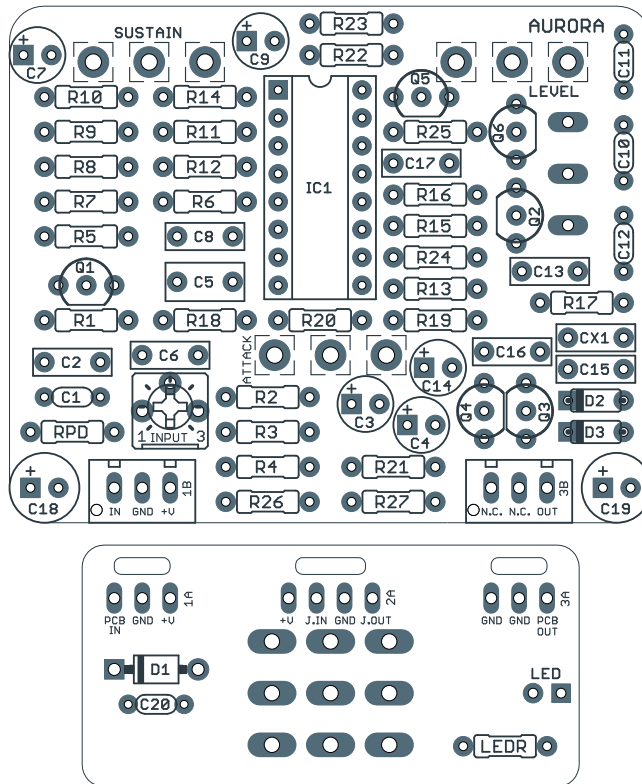 R23
SUSTAIN
AURORA
C7
+
C9
+
R22
C11
LEVEL
Q5
R10
R14
R9
R11
R25
Q6
C10
R8
R12
C17
R7
R6
IC1
R16
R5
C8
R15
Q2
C12
Q1
C5
R24
C13
R13
R17
R1
R18
R20
R19
ATTACK
CX1
C2
C6
C16
C15
C14
+
C1
R2
C3
+
Q4
Q3
D2
RPD
1 INPUT 3
R3
C4
+
D3
R4
R21
C18
+
IN GND +V
1B
R26
R27
N.C. N.C. OUT
3B
C19
+
PCB IN GND +V
1A
+V J.IN GND J.OUT
2A
GND GND PCB OUT
3A
D1
LED
C20
LEDR